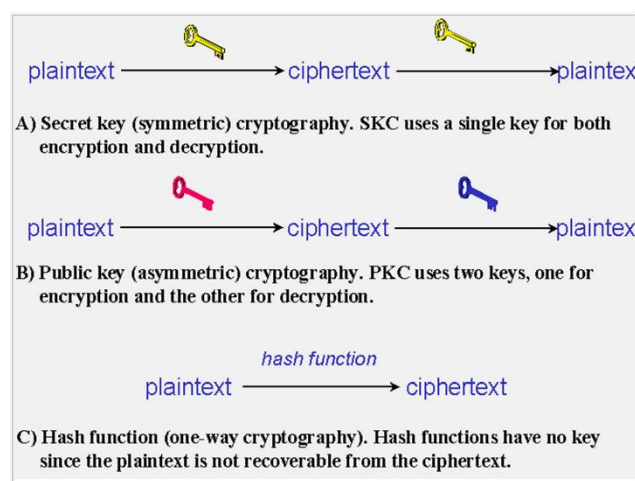 plaintext ciphertext plaintex
A) Secret key (symmetric) cryptography. SKC uses a single key for both
encryption and decryption.
plaintext ciphertext plaintex
B) Public key (asymmetric) cryptography. PKC uses two keys, one for
encryption and the other for decryption.
hash function
plaintext ciphertext
C) Hash function (one-way cryptography). Hash functions have no key
since the plaintext is not recoverable from the ciphertext.